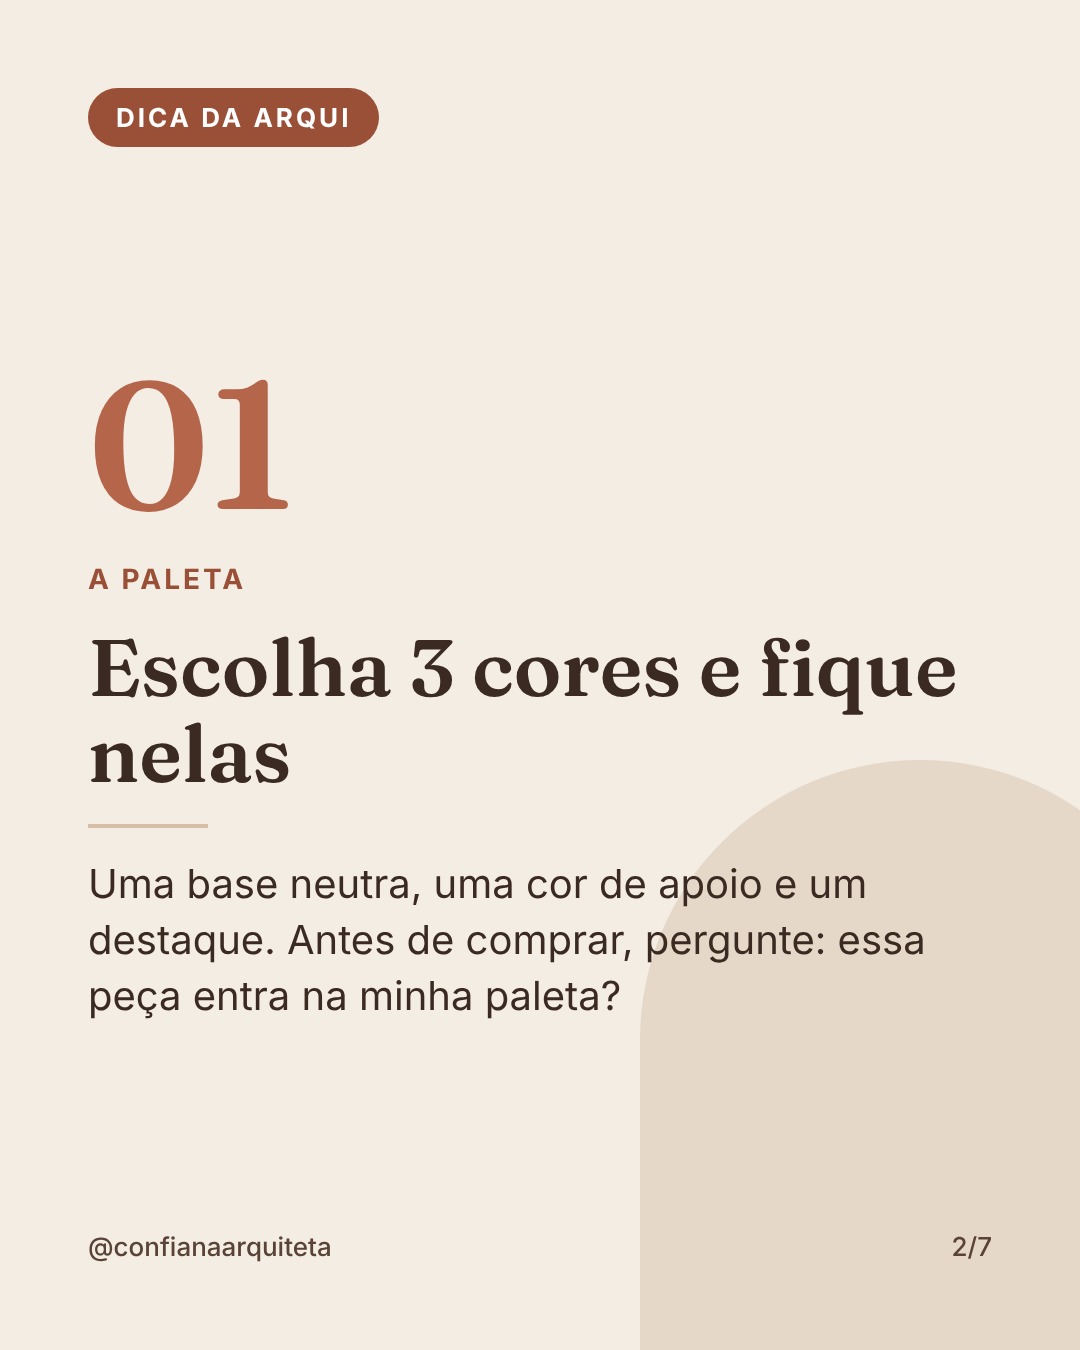 DICA DA ARQUI
01
A PALETA
Escolha 3 cores e fique
nelas
Uma base neutra, uma cor de apoio e um
destaque. Antes de comprar, pergunte: essa
peça entra na minha paleta?
@confianaarquiteta
2/7